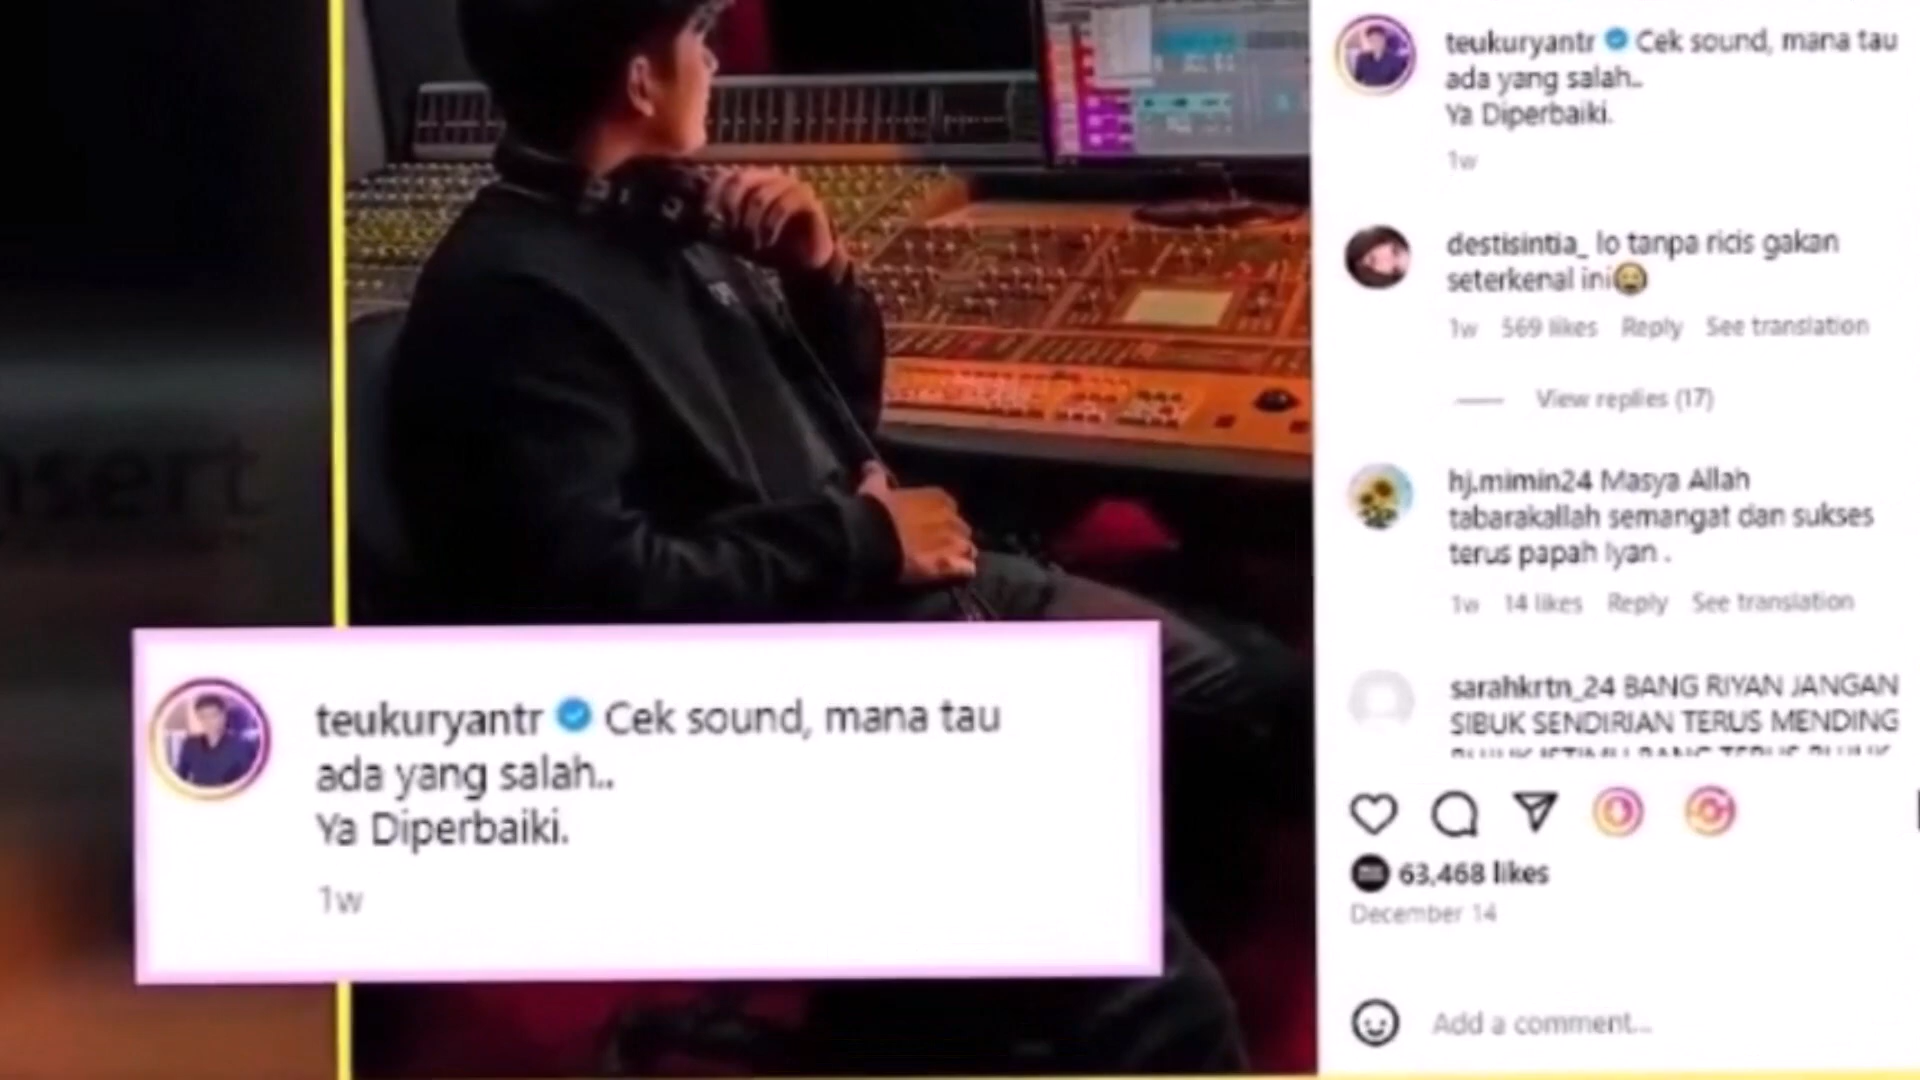 nsert
teukuryantr Cek sound, mana tau
ada yang salah..
Ya Diperbaiki.
1w
teukuryantr Cek sound, mana tau
ada yang salah..
Ya Diperbaiki.
1w
destisintia_ lo tanpa ricis gakan
seterkenal ini😭
1w 569 likes Reply See translation
View replies (17)
hj.mimin24 Masya Allah
tabarakallah semangat dan sukses
terus papah Iyan .
1w 14 likes Reply See translation
sarahkrtn_24 BANG RIYAN JANGAN
SIBUK SENDIRIAN TERUS MENDING
63,468 likes
December 14
Add a comment...